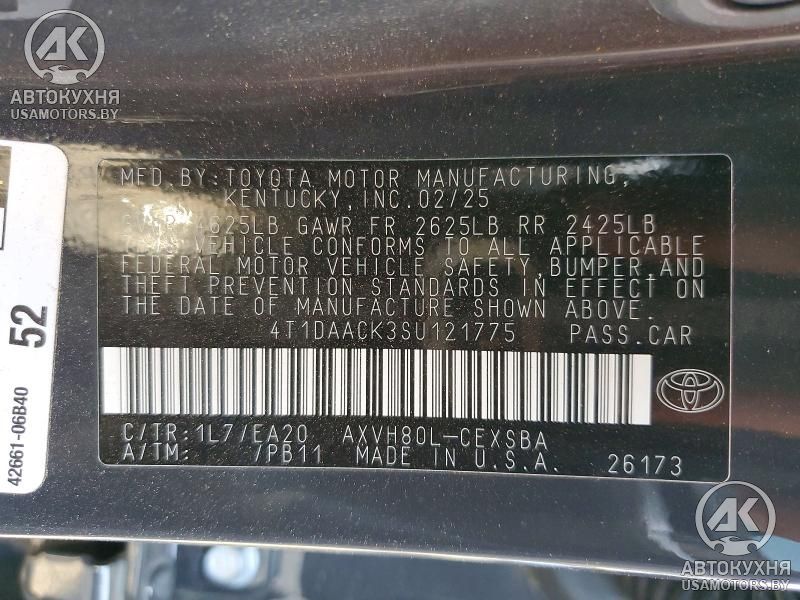 AK
АВТОКУХНЯ
USAMOTORS.BY
MFD.BY:TOYOTA MOTOR MANUFACTURING,
KENTUCKY,INC.02/25
4625LB GAWR FR 2625LB RR 2425LB
VEHICLE CONFORMS TO ALL APPLICABLE
FEDERAL MOTOR VEHICLE SAFETY,BUMPER,AND
THEFT PREVENTION STANDARDS IN EFFECT ON
THE DATE OF MANUFACTURE SHOWN ABOVE.
4T1DAACK3SU121775 PASS.CAR
C/TR:1L7/EA20 AXVH80L-CEXSBA
A/TM: /PB11 MADE IN U.S.A. 26173
52
42661-06B40
AK
АВТОКУХНЯ
USAMOTORS.BY